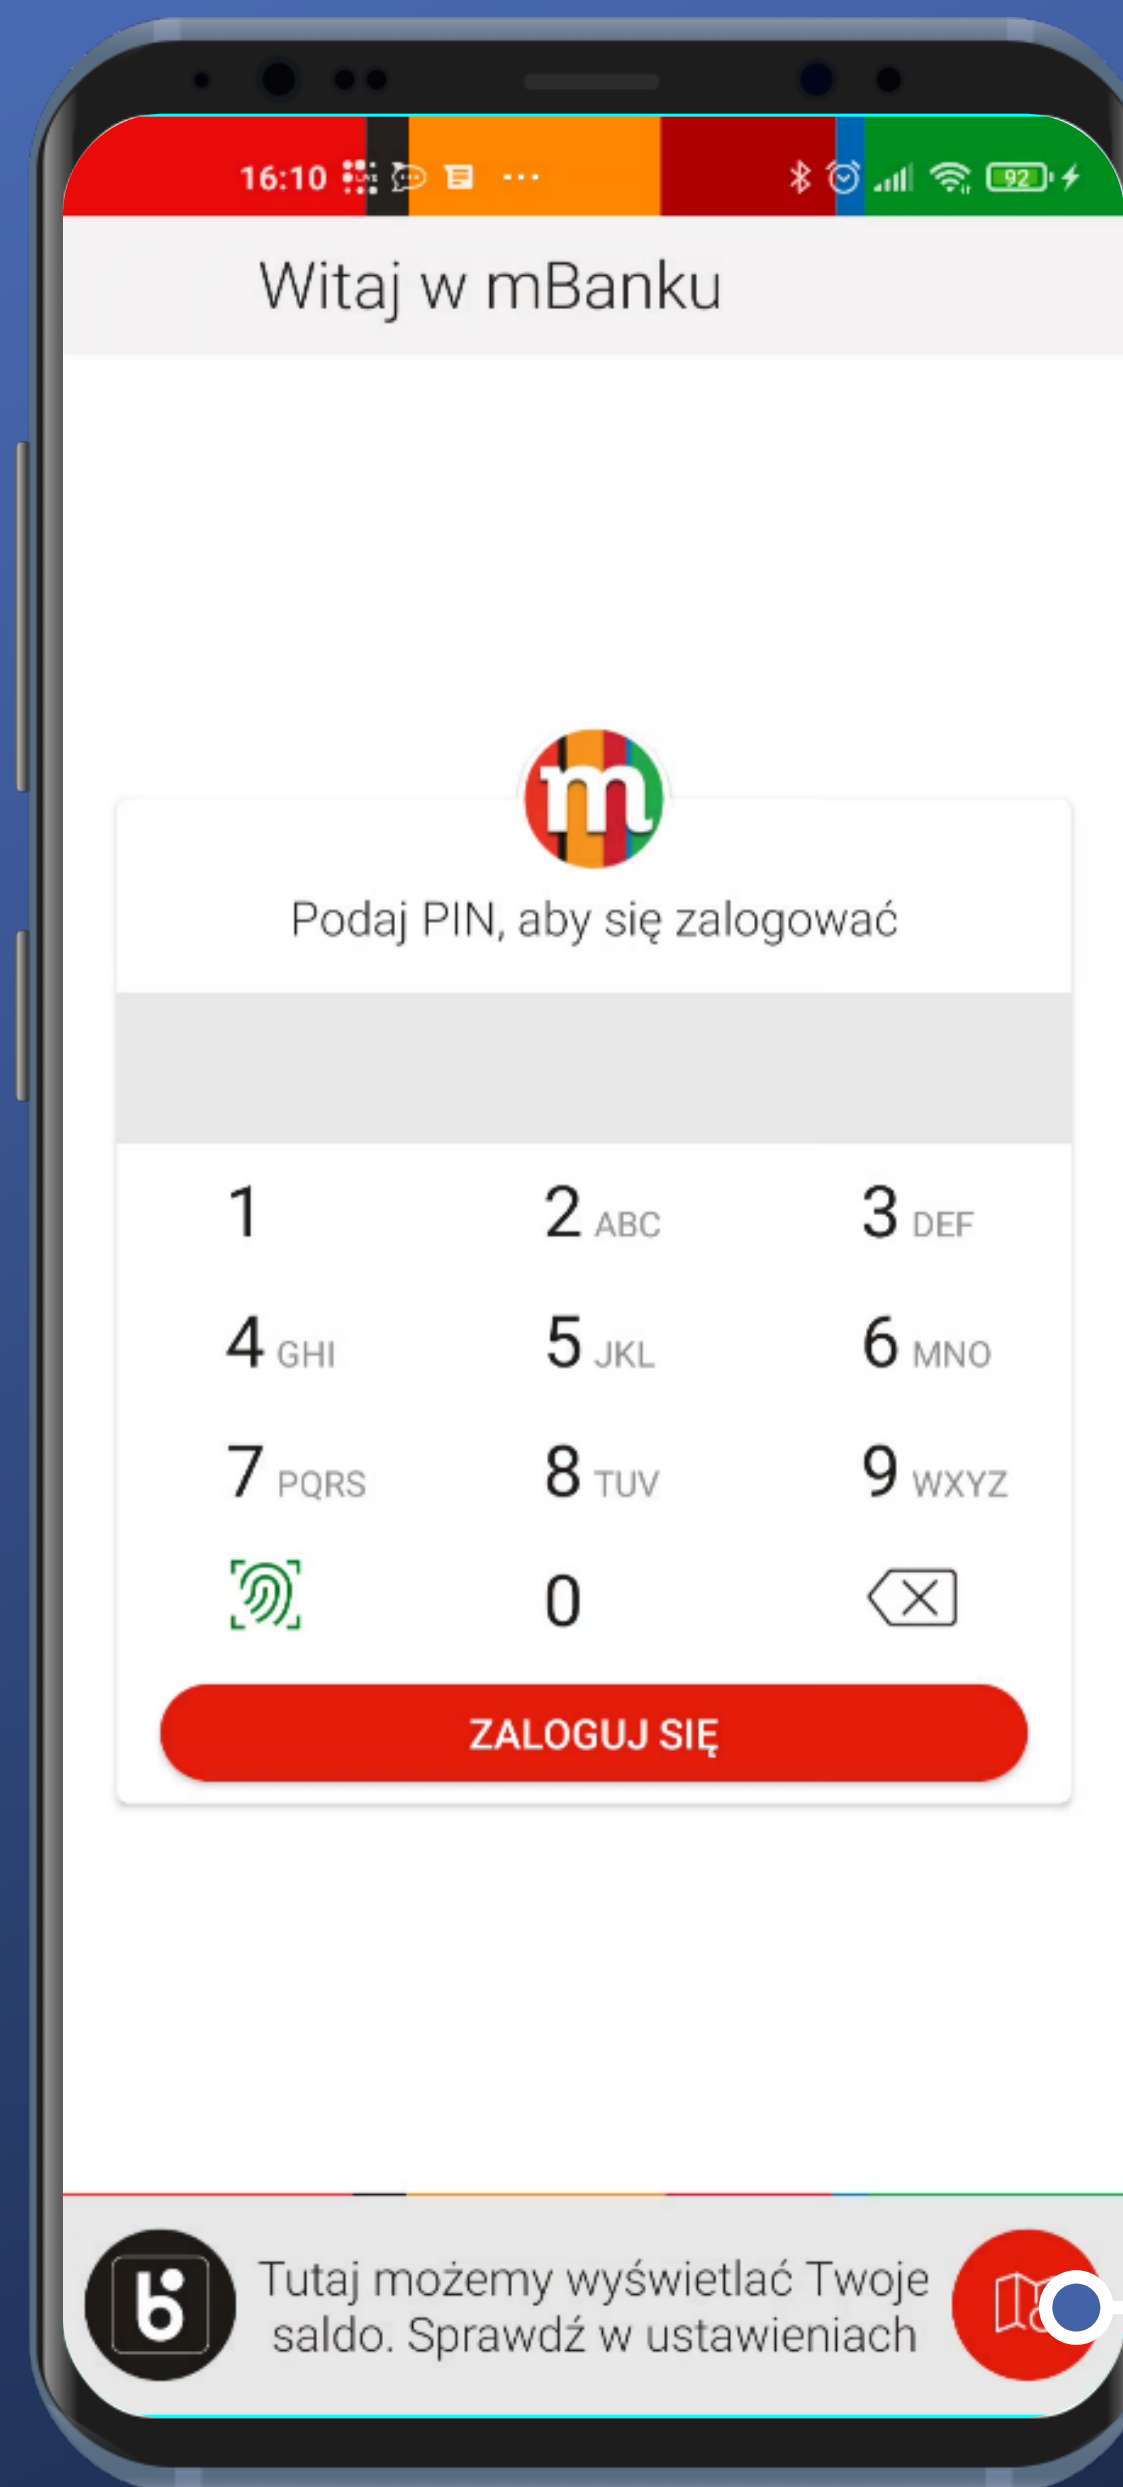 16:10 ... 92
Witaj w mBanku
m
Podaj PIN, aby się zalogować
1 2 ABC 3 DEF
4 GHI 5 JKL 6 MNO
7 PQRS 8 TUV 9 WXYZ
0
ZALOGUJ SIĘ
Tutaj możemy wyświetlać Twoje
saldo. Sprawdź w ustawieniach